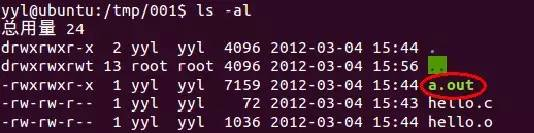 yyl@ubuntu:/tmp/001$ ls -al
总用量 24
drwxrwxr-x  2 yyl  yyl  4096 2012-03-04 15:44 .
drwxrwxrwt 13 root root 4096 2012-03-04 15:56 ..
-rwxrwxr-x  1 yyl  yyl  7159 2012-03-04 15:44 a.out
-rw-rw-r--  1 yyl  yyl    72 2012-03-04 15:43 hello.c
-rw-rw-r--  1 yyl  yyl  1036 2012-03-04 15:44 hello.o